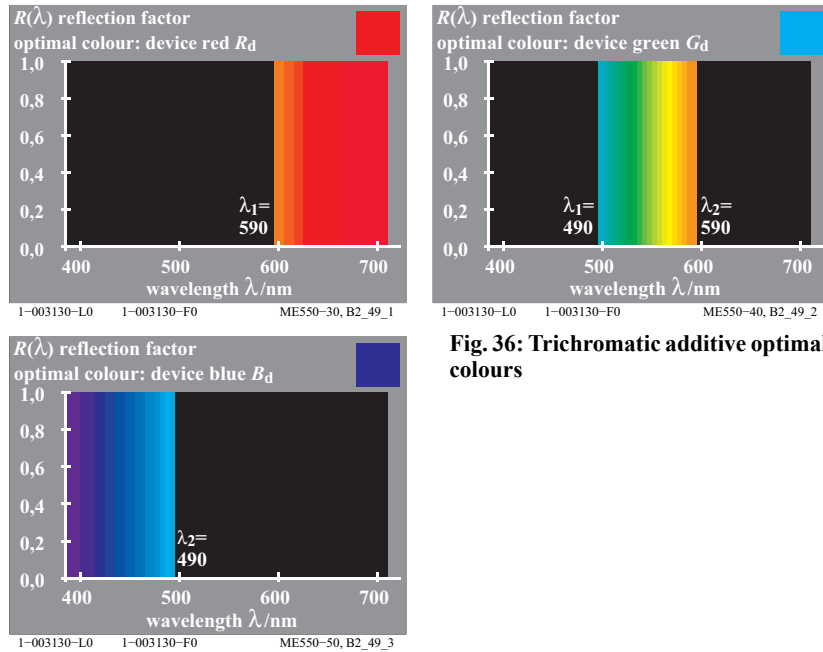 R(λ) reflection factor
optimal colour: device red Rd
1,0
0,8
0,6
0,4
0,2
0,0
λ1=
590
400 500 600 700
wavelength λ/nm
1−003130−L0 1−003130−F0 ME550−30, B2_49_1
R(λ) reflection factor
optimal colour: device green Gd
1,0
0,8
0,6
0,4
0,2
0,0
λ1=
490
λ2=
590
400 500 600 700
wavelength λ/nm
1−003130−L0 1−003130−F0 ME550−40, B2_49_2
R(λ) reflection factor
optimal colour: device blue Bd
1,0
0,8
0,6
0,4
0,2
0,0
λ2=
490
400 500 600 700
wavelength λ/nm
1−003130−L0 1−003130−F0 ME550−50, B2_49_3
Fig. 36: Trichromatic additive optimal
colours